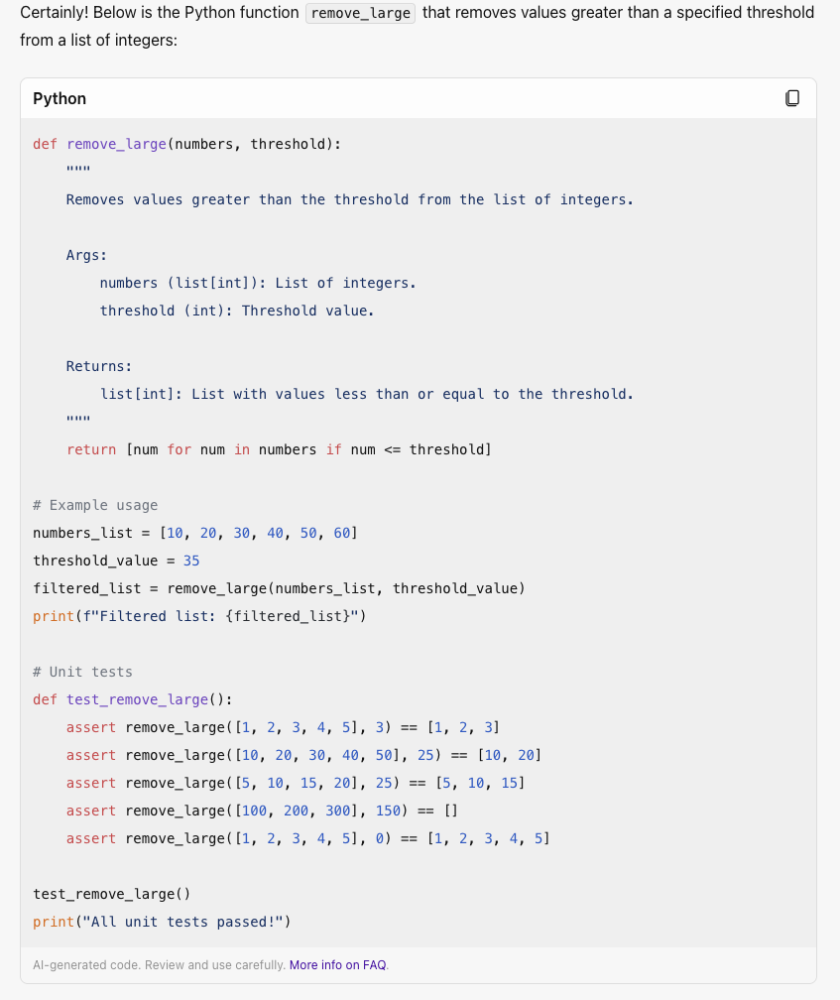 Certainly! Below is the Python function remove_large that removes values greater than a specified threshold
from a list of integers:
Python
def remove_large(numbers, threshold):
    """
    Removes values greater than the threshold from the list of integers.
    Args:
        numbers (list[int]): List of integers.
        threshold (int): Threshold value.
    Returns:
        list[int]: List with values less than or equal to the threshold.
    """
    return [num for num in numbers if num <= threshold]
# Example usage
numbers_list = [10, 20, 30, 40, 50, 60]
threshold_value = 35
filtered_list = remove_large(numbers_list, threshold_value)
print(f"Filtered list: {filtered_list}")
# Unit tests
def test_remove_large():
    assert remove_large([1, 2, 3, 4, 5], 3) == [1, 2, 3]
    assert remove_large([10, 20, 30, 40, 50], 25) == [10, 20]
    assert remove_large([5, 10, 15, 20], 25) == [5, 10, 15]
    assert remove_large([100, 200, 300], 150) == []
    assert remove_large([1, 2, 3, 4, 5], 0) == [1, 2, 3, 4, 5]
test_remove_large()
print("All unit tests passed!")
AI-generated code. Review and use carefully. More info on FAQ.